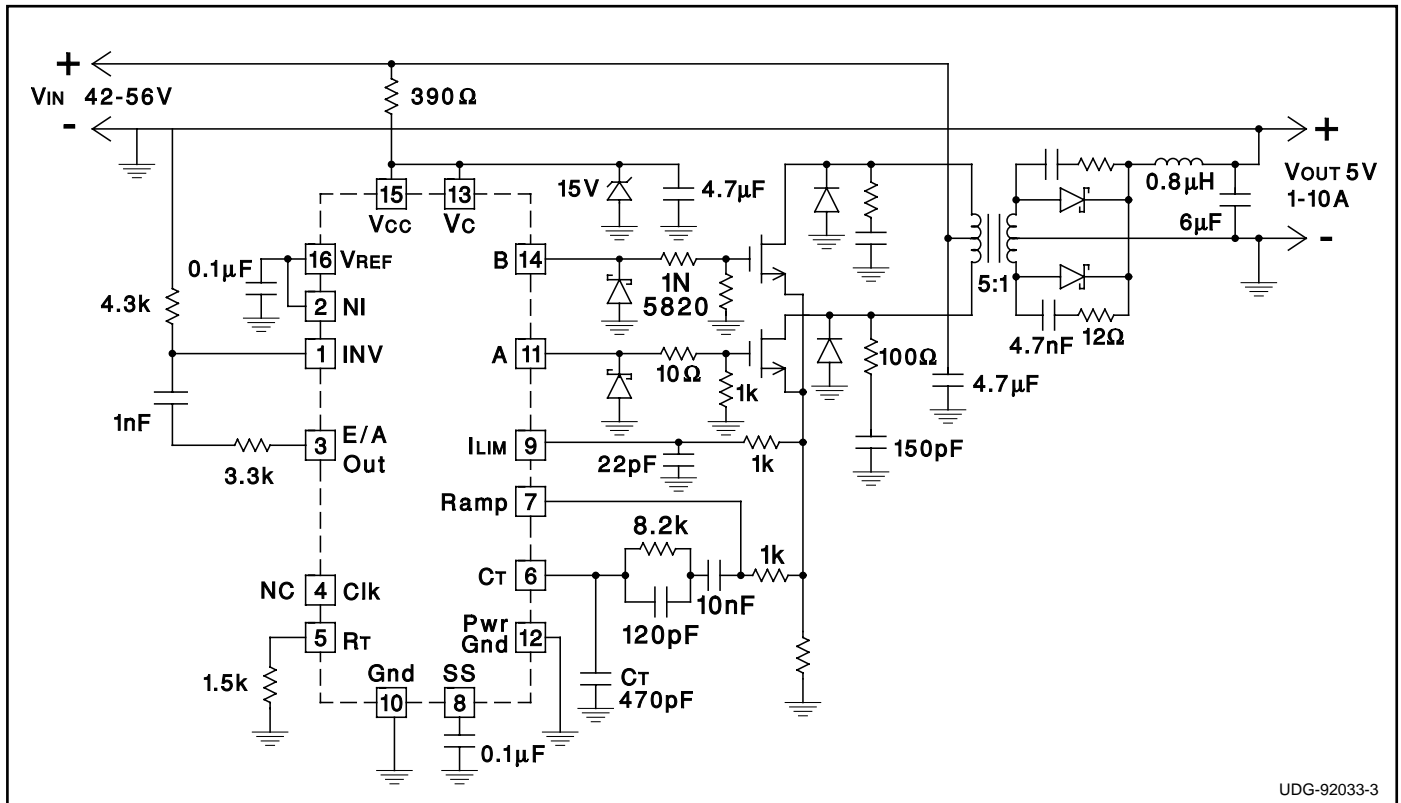 +
VIN 42-56V
-
390Ω
+
VOUT 5V
1-10A
-
15
VCC
13
VC
15V
4.7µF
0.8µH
6µF
0.1µF
16 VREF
B 14
1N
5820
5:1
4.3k
2 NI
1 INV
A 11
10Ω
1k
100Ω
4.7µF
4.7nF
12Ω
1nF
3 E/A
Out
3.3k
ILIM 9
22pF
1k
150pF
Ramp 7
8.2k
1k
NC 4 Clk
CT 6
10nF
120pF
5 RT
Pwr
Gnd 12
1.5k
Gnd
10
SS
8
CT
470pF
0.1µF
UDG-92033-3